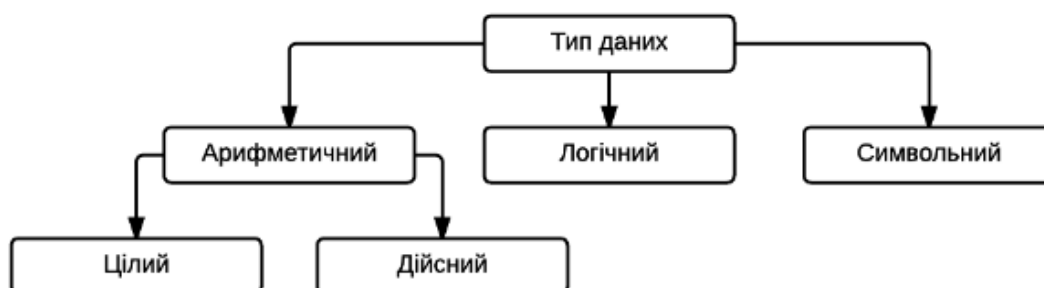 Тип даних
Арифметичний
Логічний
Символьний
Цілий
Дійсний